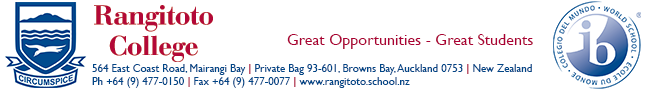 Rangitoto
College
CIRCUMSPICE
Great Opportunities - Great Students
564 East Coast Road, Mairangi Bay | Private Bag 93-601, Browns Bay, Auckland 0753 | New Zealand
Ph +64 (9) 477-0150 | Fax +64 (9) 477-0077 | www.rangitoto.school.nz
COLEGIO DEL MUNDO · WORLD SCHOOL · ECOLE DU MONDE ·
ib
®